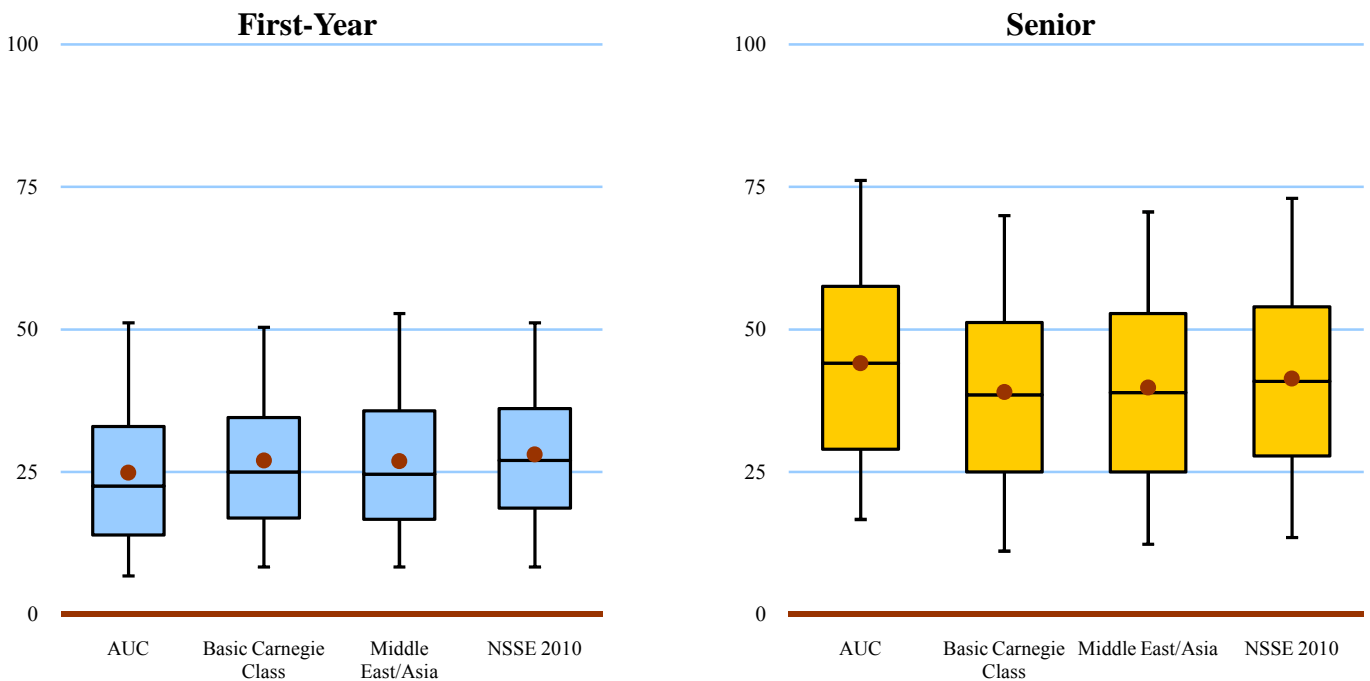 First-Year
100
75
50
25
0
AUC
Basic Carnegie
Class
Middle
East/Asia
NSSE 2010
Senior
100
75
50
25
0
AUC
Basic Carnegie
Class
Middle East/Asia
NSSE 2010